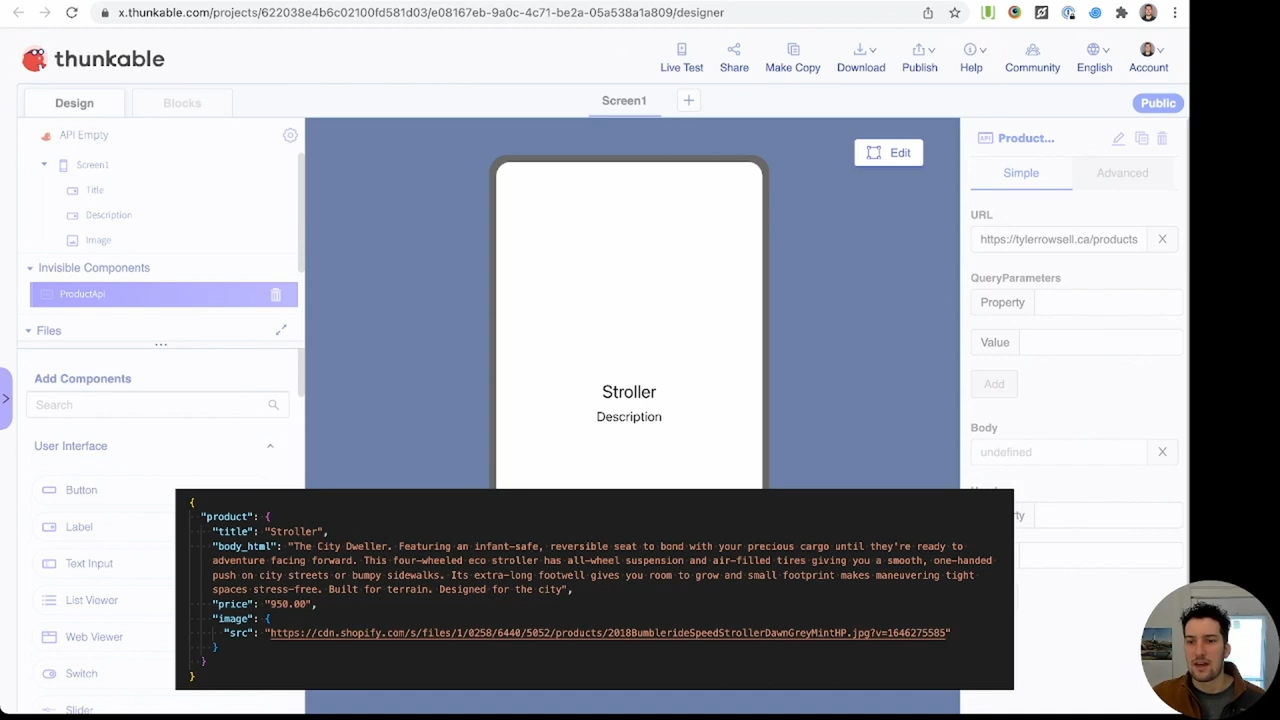 x.thunkable.com/projects/622038e4b6c02100fd581d03/e08167eb-9a0c-4c71-be2a-05a538a1a809/designer
thunkable
Live Test
Share
Make Copy
Download
Publish
Help
Community
English
Account
Design
Blocks
Screen1
Public
API Empty
Screen1
Title
Description
Image
Invisible Components
ProductApi
Files
Add Components
Search
User Interface
Button
Label
Text Input
List Viewer
Web Viewer
Switch
Slider
Edit
Stroller
Description
API Product...
Simple
Advanced
URL
https://tylerrowsell.ca/products
X
QueryParameters
Property
Value
Add
Body
undefined
X
{
"product": {
"title": "Stroller",
"body_html": "The City Dweller. Featuring an infant-safe, reversible seat to bond with your precious cargo until they're ready to
adventure facing forward. This four-wheeled eco stroller has all-wheel suspension and air-filled tires giving you a smooth, one-handed
push on city streets or bumpy sidewalks. Its extra-long footwell gives you room to grow and small footprint makes maneuvering tight
spaces stress-free. Built for terrain. Designed for the city",
"price": "950.00",
"image": {
"src": "https://cdn.shopify.com/s/files/1/0258/6440/5052/products/2018BumblerideSpeedStrollerDawnGreyMintHP.jpg?v=1646275585"
}
}
}